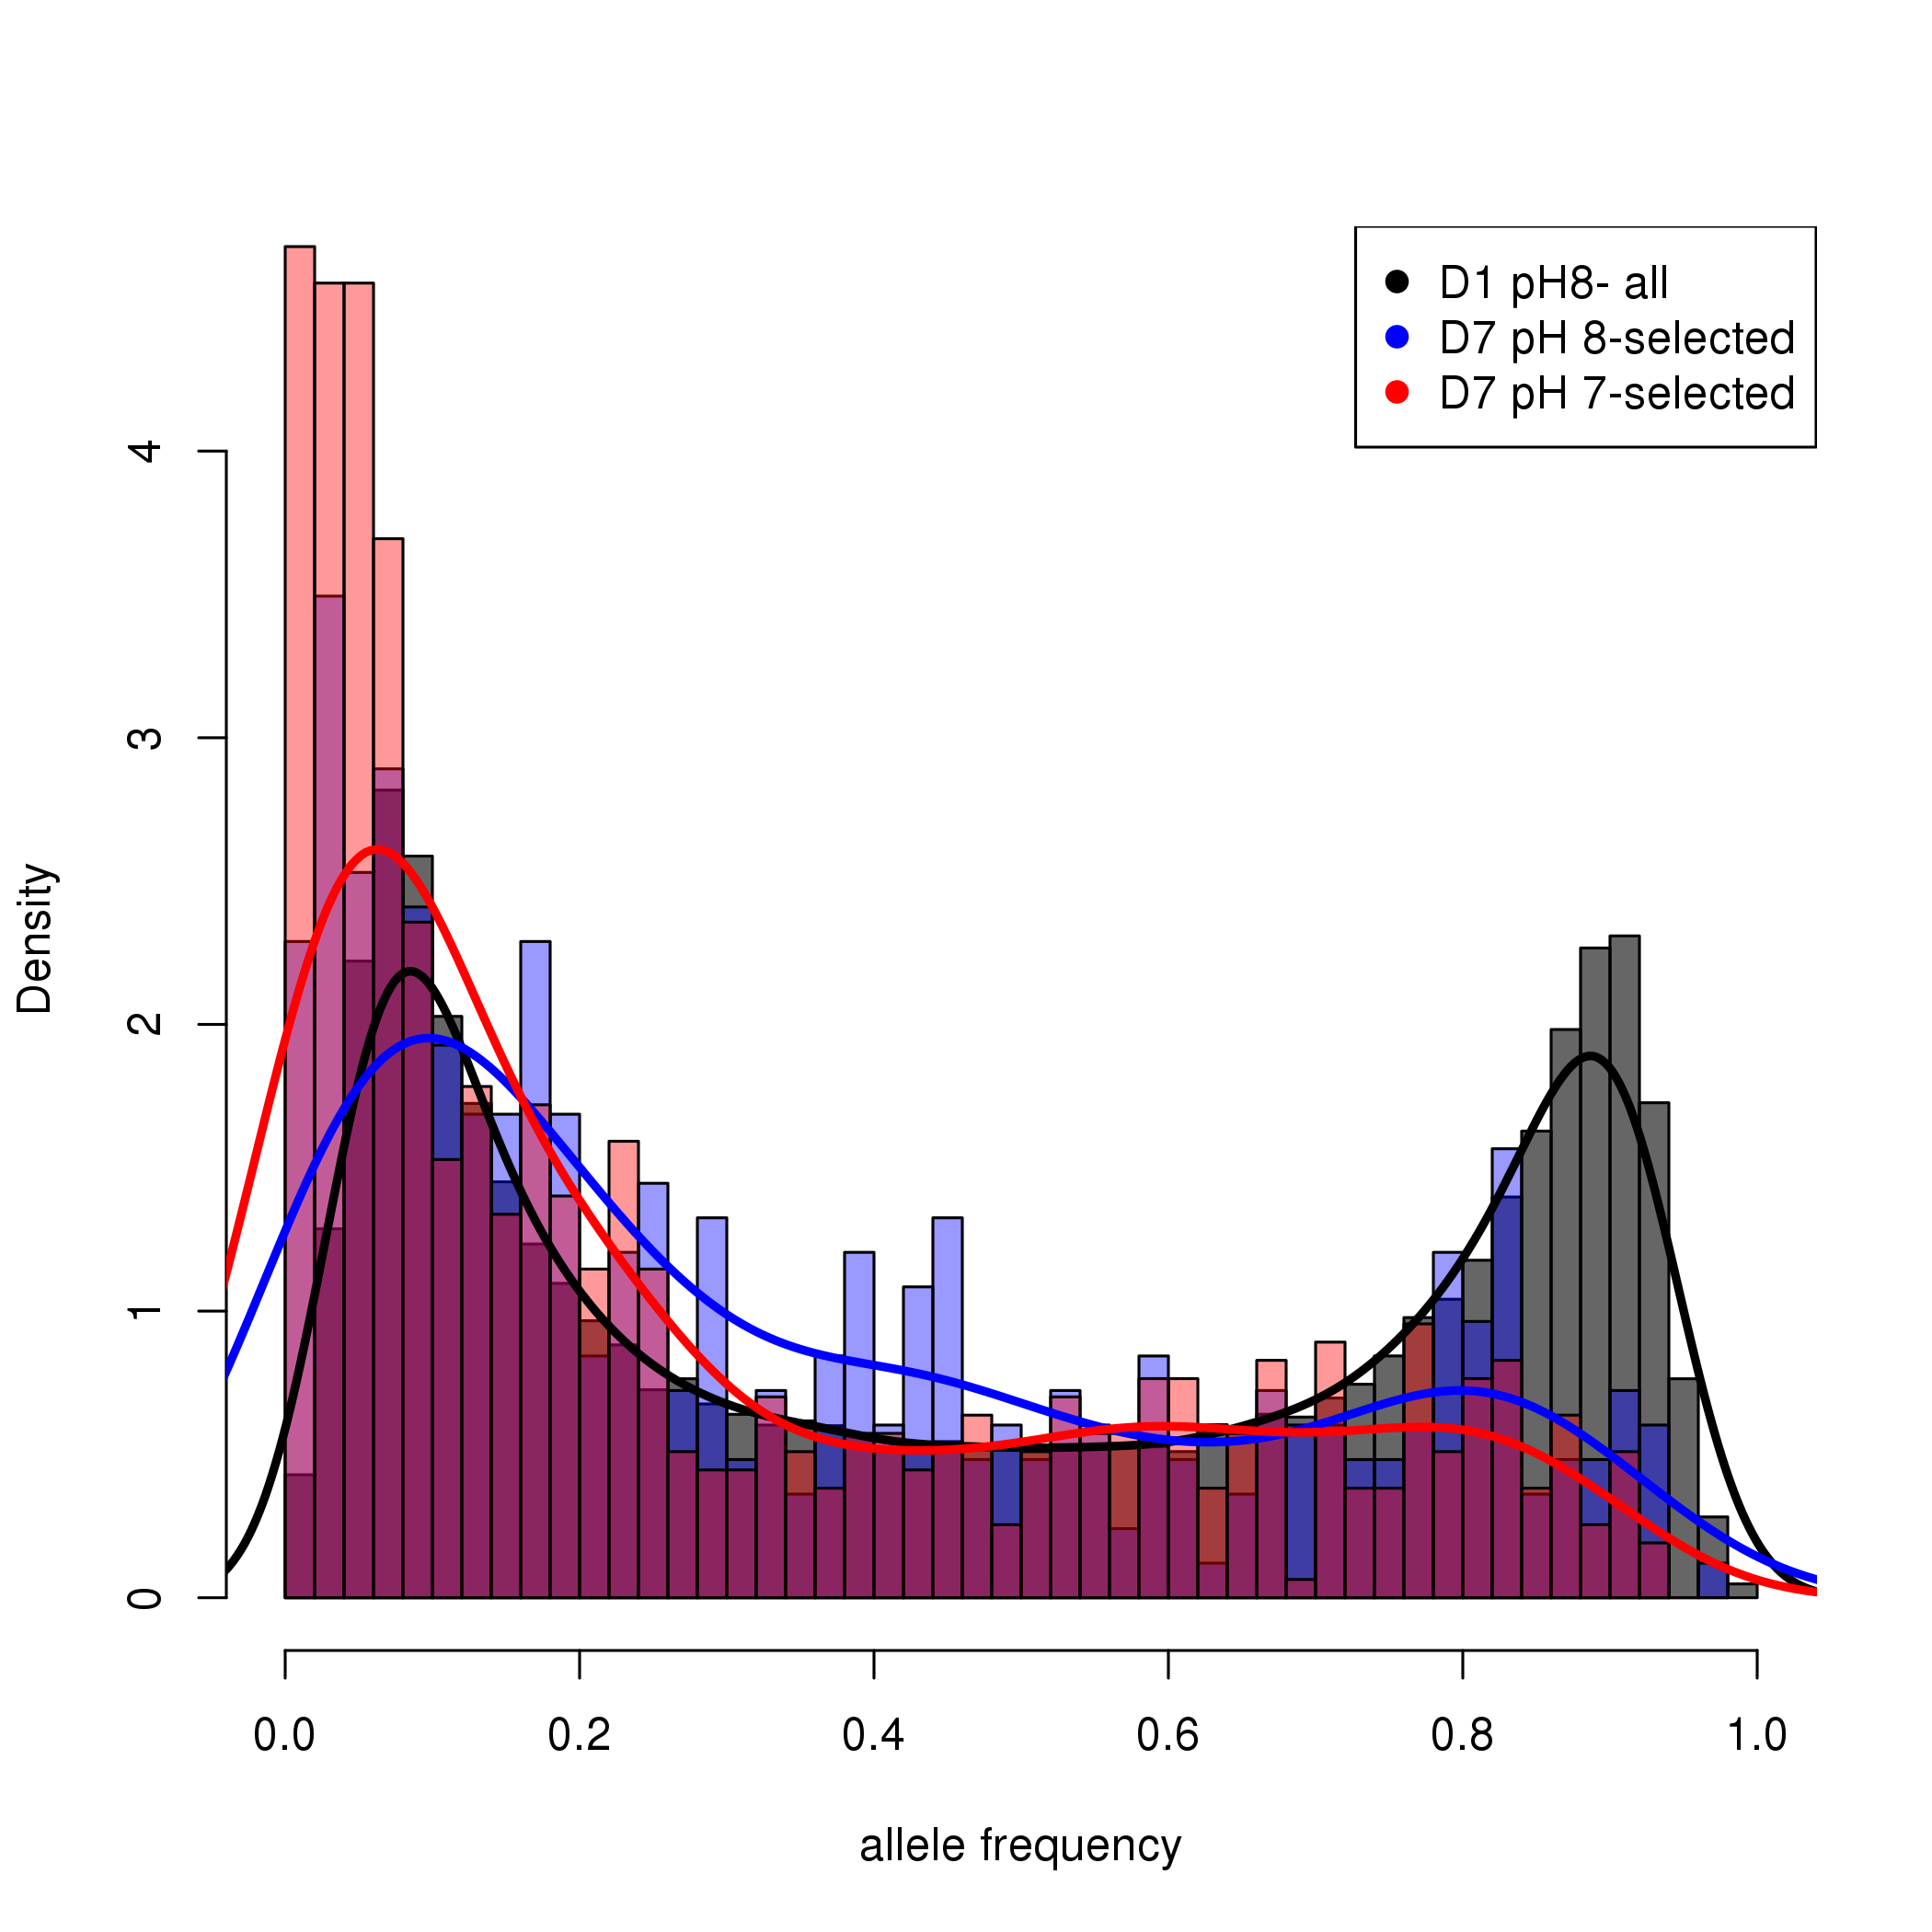 D1 pH8- all
D7 pH 8-selected
D7 pH 7-selected
Density
4
3
2
1
0
0.0 0.2 0.4 0.6 0.8 1.0
allele frequency